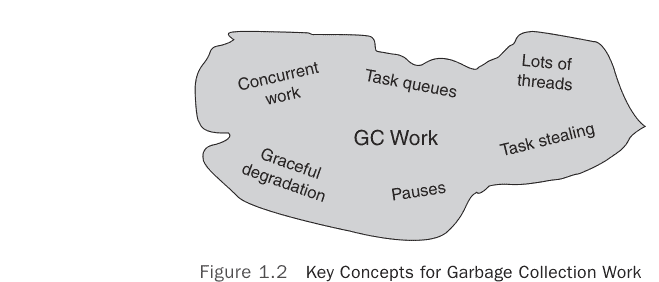 Concurrent
work
Task queues
Lots of
threads
GC Work
Task stealing
Graceful
degradation
Pauses
Figure 1.2 Key Concepts for Garbage Collection Work